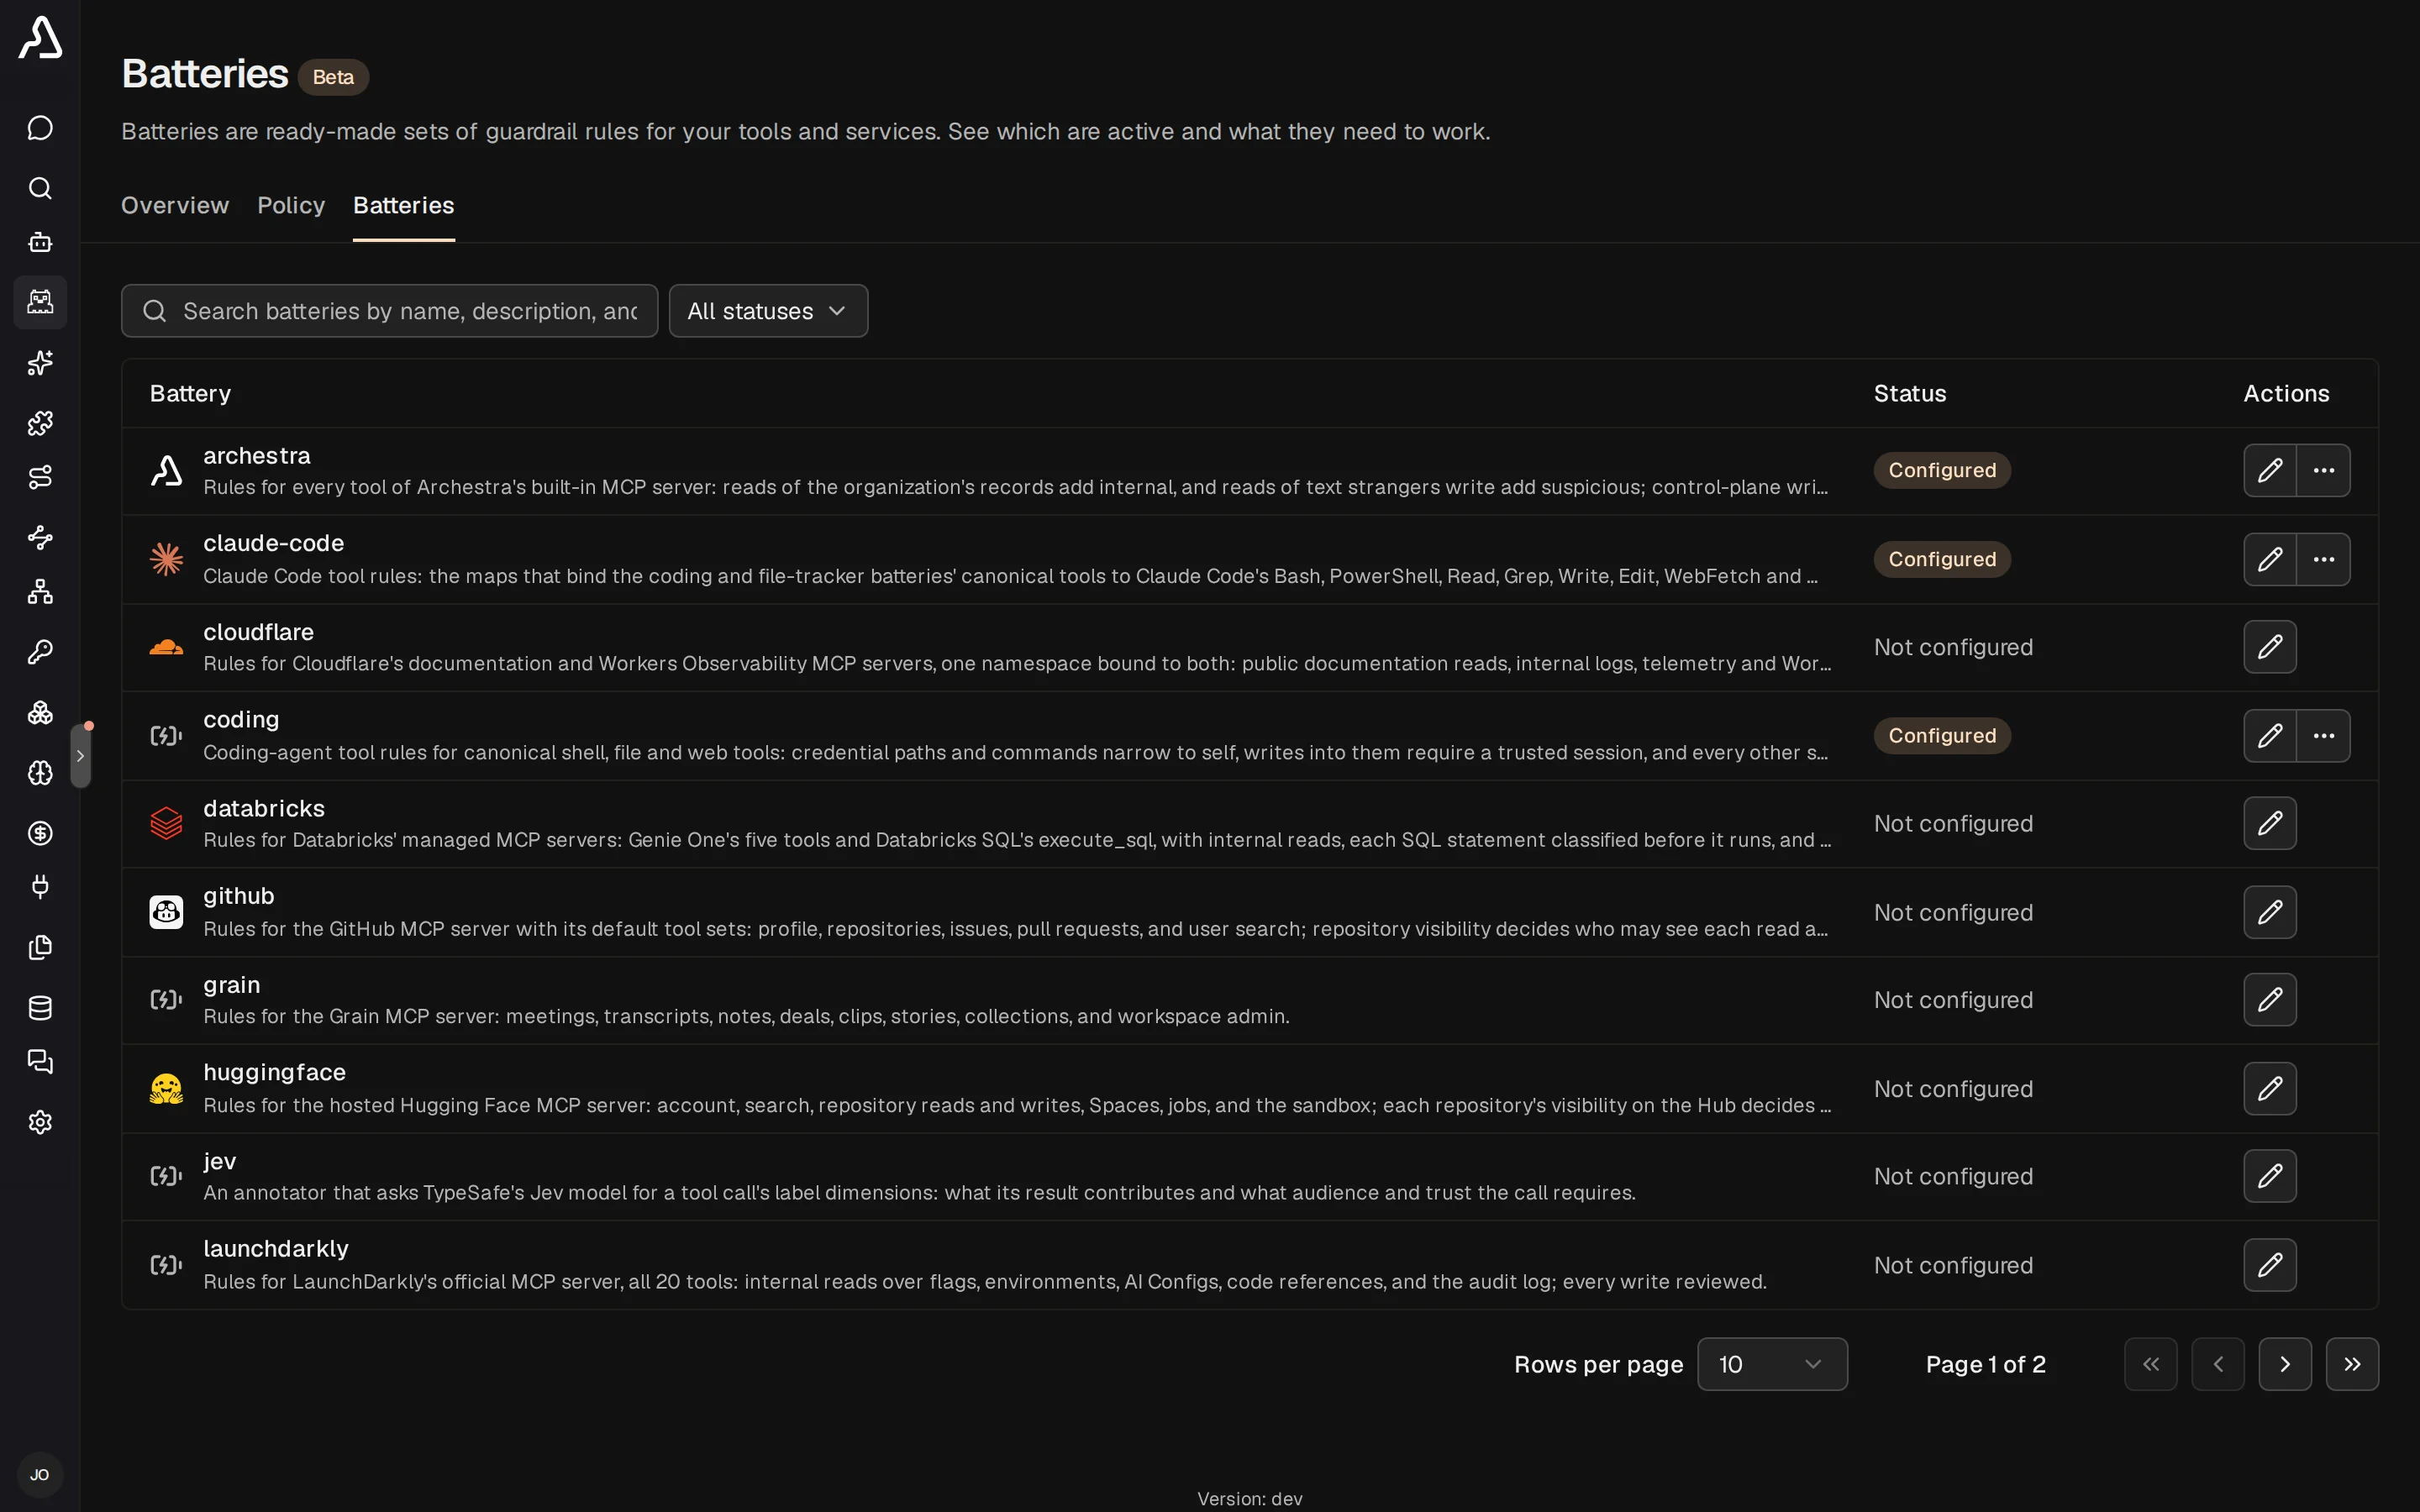 Batteries Beta
Batteries are ready-made sets of guardrail rules for your tools and services. See which are active and what they need to work.
Overview Policy Batteries
Search batteries by name, description, anc
All statuses
Battery Status Actions
archestra
Rules for every tool of Archestra's built-in MCP server: reads of the organization's records add internal, and reads of text strangers write add suspicious; control-plane wri...
Configured
claude-code
Claude Code tool rules: the maps that bind the coding and file-tracker batteries' canonical tools to Claude Code's Bash, PowerShell, Read, Grep, Write, Edit, WebFetch and ...
Configured
cloudflare
Rules for Cloudflare's documentation and Workers Observability MCP servers, one namespace bound to both: public documentation reads, internal logs, telemetry and Wor...
Not configured
coding
Coding-agent tool rules for canonical shell, file and web tools: credential paths and commands narrow to self, writes into them require a trusted session, and every other s...
Configured
databricks
Rules for Databricks' managed MCP servers: Genie One's five tools and Databricks SQL's execute_sql, with internal reads, each SQL statement classified before it runs, and ...
Not configured
github
Rules for the GitHub MCP server with its default tool sets: profile, repositories, issues, pull requests, and user search; repository visibility decides who may see each read a...
Not configured
grain
Rules for the Grain MCP server: meetings, transcripts, notes, deals, clips, stories, collections, and workspace admin.
Not configured
huggingface
Rules for the hosted Hugging Face MCP server: account, search, repository reads and writes, Spaces, jobs, and the sandbox; each repository's visibility on the Hub decides ...
Not configured
jev
An annotator that asks TypeSafe's Jev model for a tool call's label dimensions: what its result contributes and what audience and trust the call requires.
Not configured
launchdarkly
Rules for LaunchDarkly's official MCP server, all 20 tools: internal reads over flags, environments, AI Configs, code references, and the audit log; every write reviewed.
Not configured
Rows per page 10 Page 1 of 2
JO
Version: dev